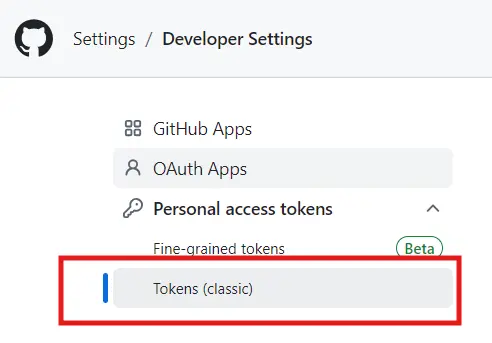 Settings / Developer Settings
GitHub Apps
OAuth Apps
Personal access tokens
Fine-grained tokens Beta
Tokens (classic)